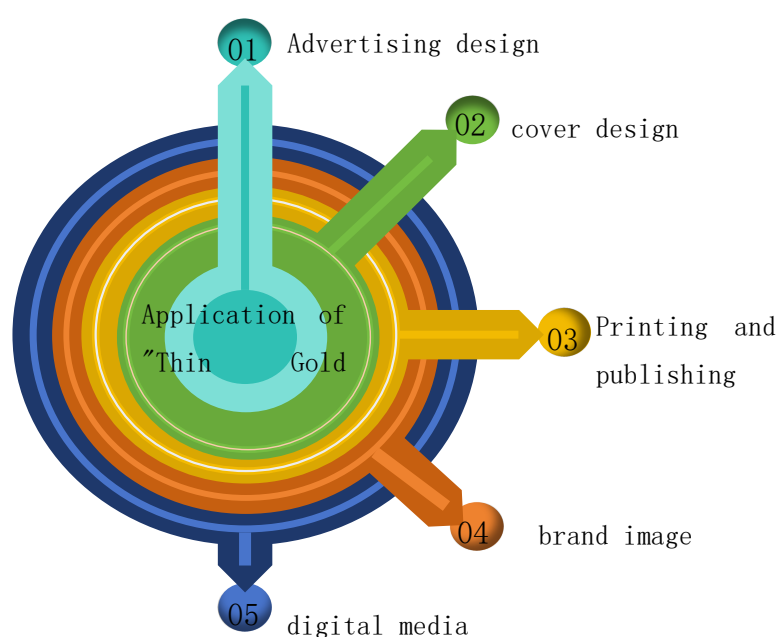 01
Advertising design
02
cover design
Application of
"Thin Gold
03
Printing and
publishing
04
brand image
05
digital media